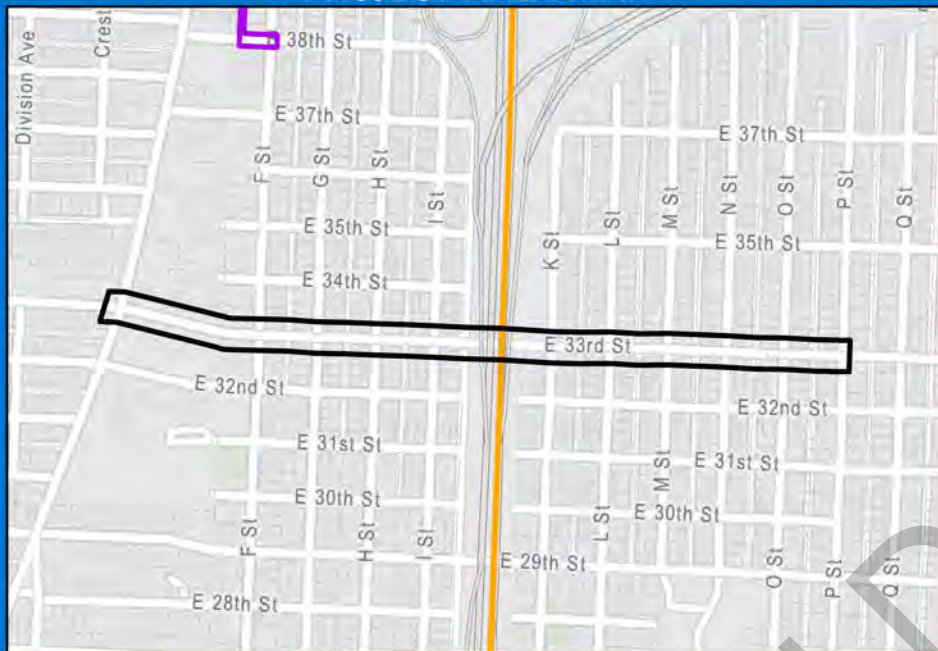 38th St
Division Ave
Crest
E 37th St
E 37th St
F St
G St
H St
I St
K St
L St
M St
N St
O St
P St
Q St
E 35th St
E 35th St
E 34th St
E 33rd St
E 32nd St
E 32nd St
E 31st St
E 31st St
E 30th St
M St
E 30th St
F St
H St
I St
L St
E 29th St
O St
P St
Q St
E 28th St